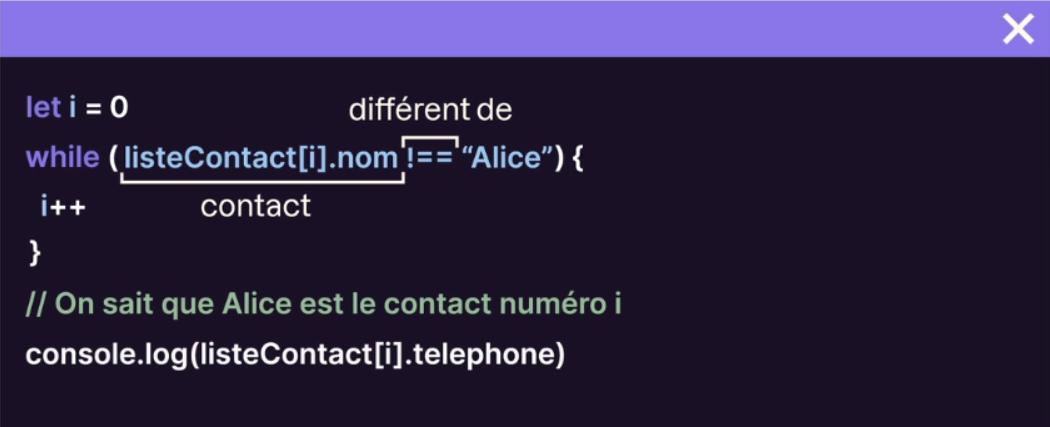 let i = 0
différent de
while (listeContact[i].nom !== “Alice”) {
contact
i++
}
// On sait que Alice est le contact numéro i
console.log(listeContact[i].telephone)